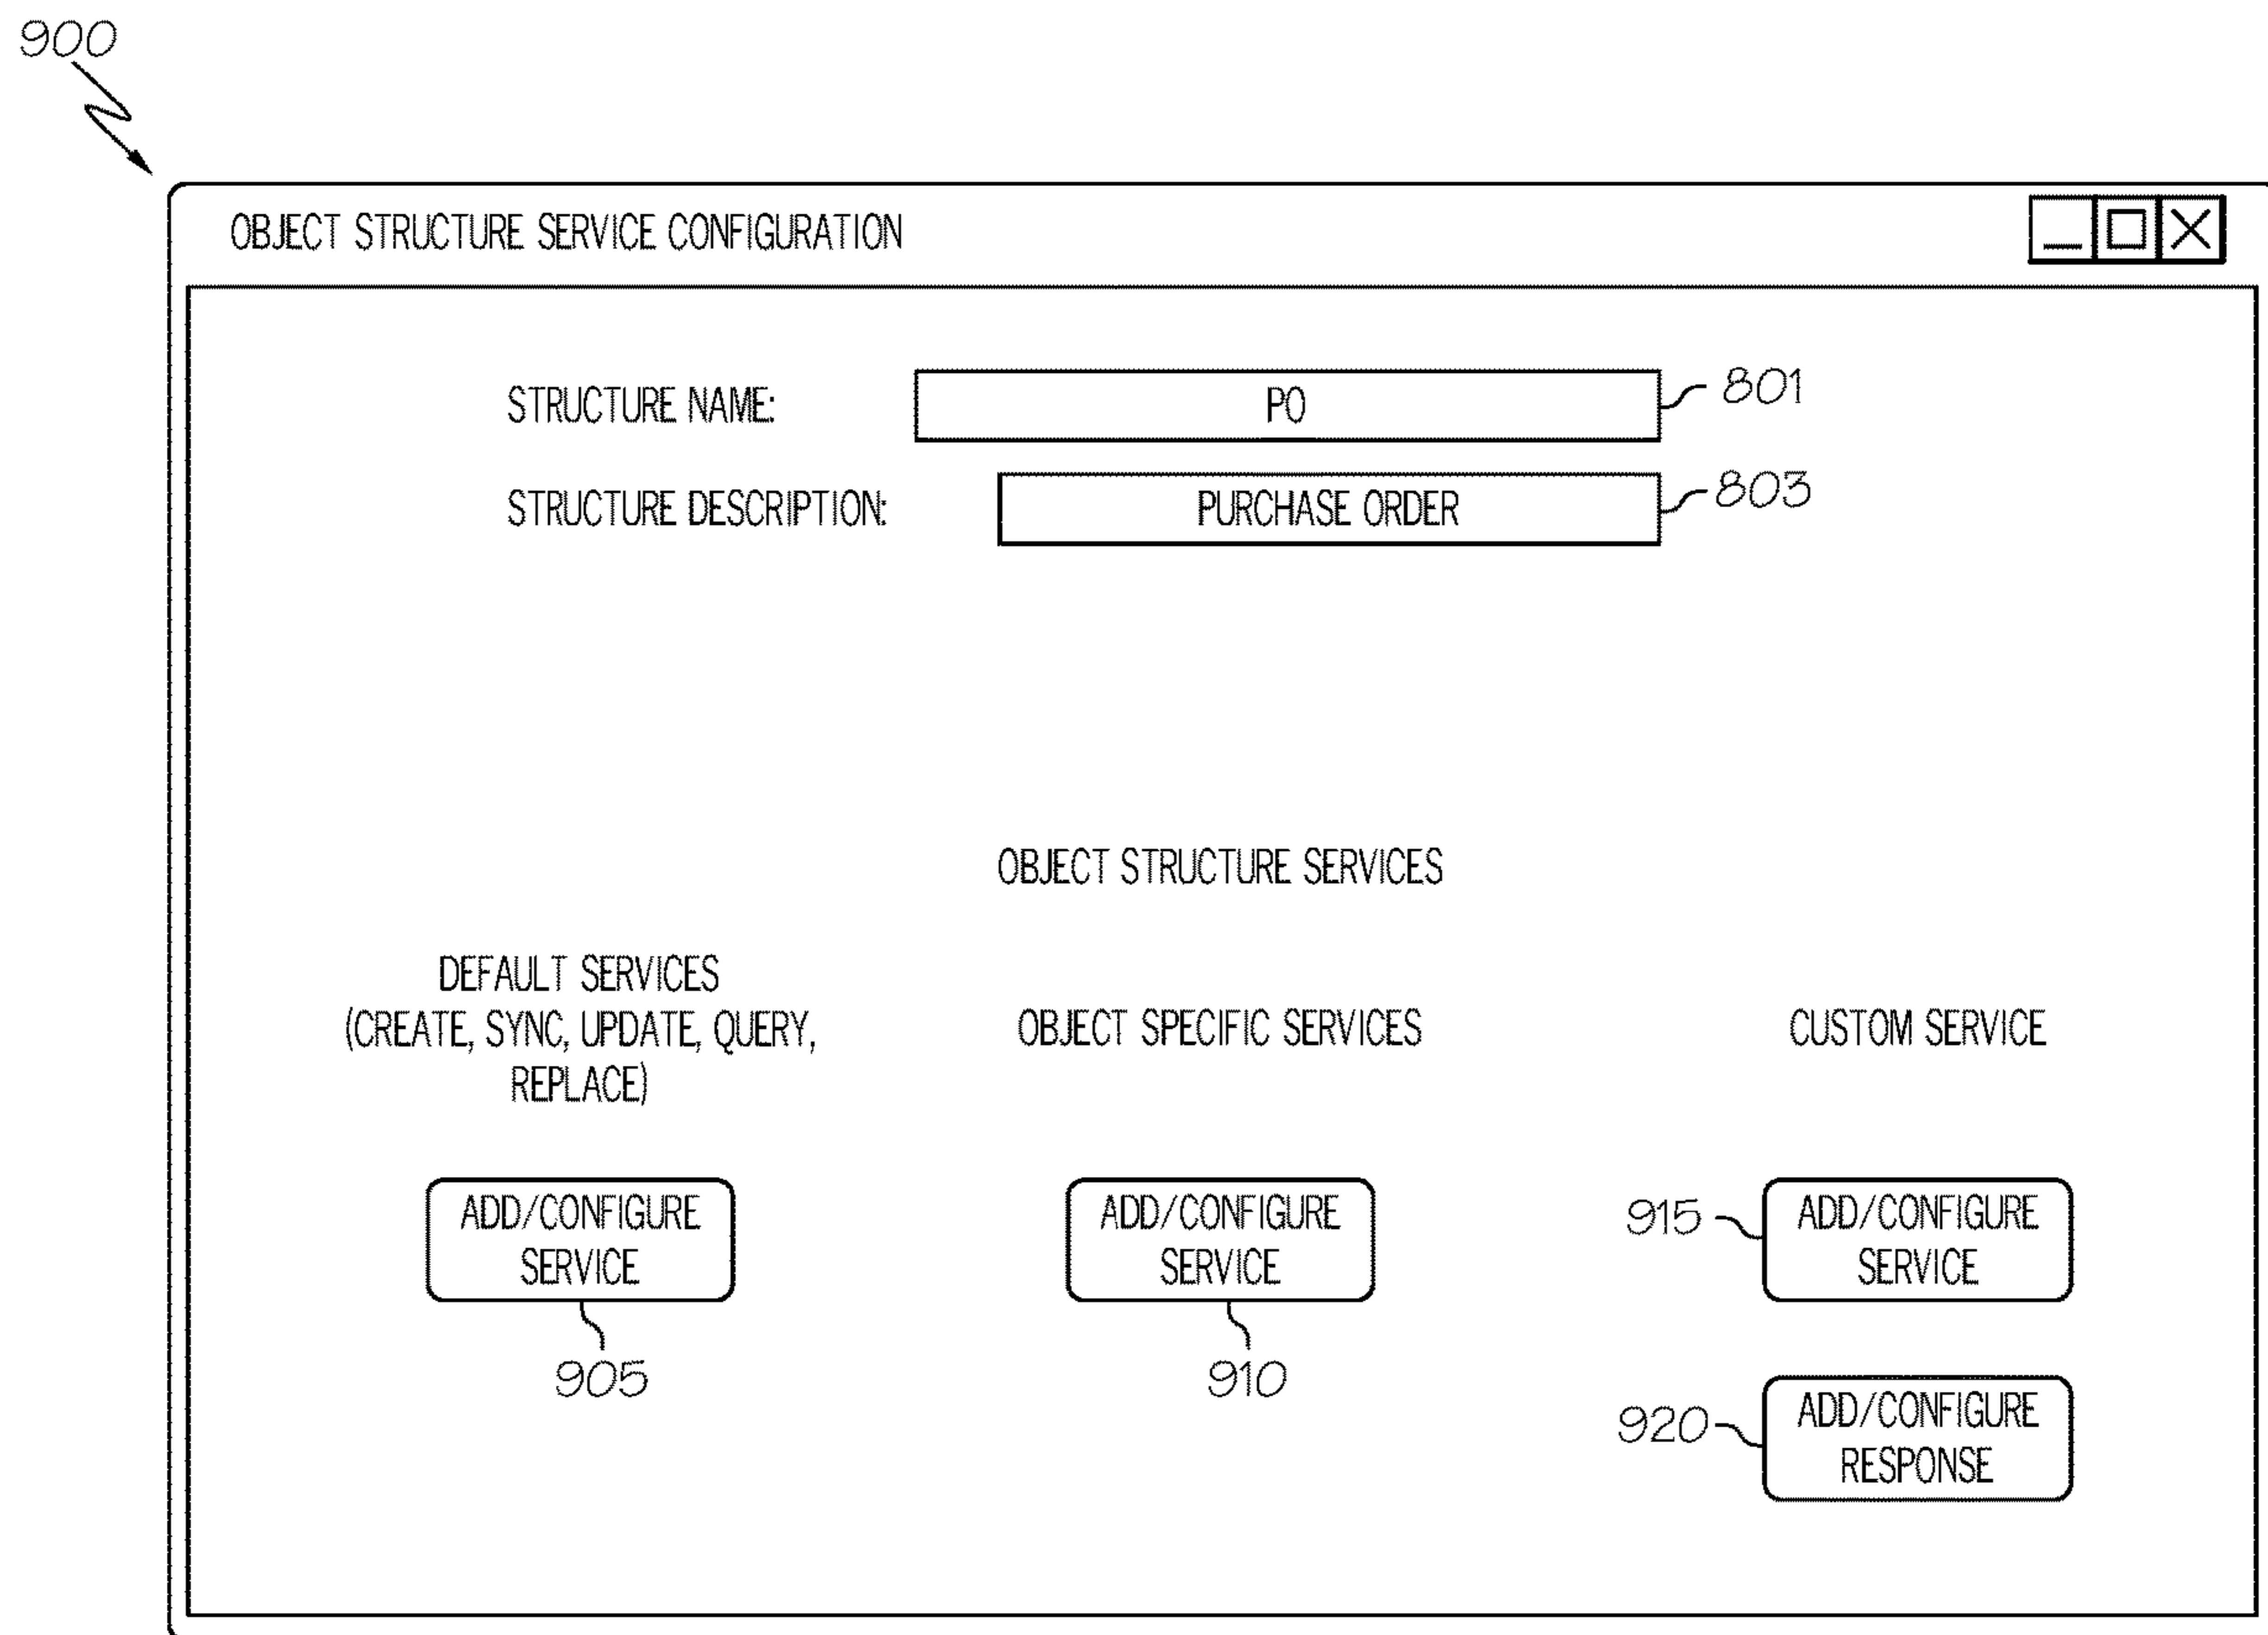 900
OBJECT STRUCTURE SERVICE CONFIGURATION
STRUCTURE NAME: PO 801
STRUCTURE DESCRIPTION: PURCHASE ORDER 803
OBJECT STRUCTURE SERVICES
DEFAULT SERVICES
(CREATE, SYNC, UPDATE, QUERY,
REPLACE)
OBJECT SPECIFIC SERVICES
CUSTOM SERVICE
ADD/CONFIGURE
SERVICE
905
ADD/CONFIGURE
SERVICE
910
915
ADD/CONFIGURE
SERVICE
920
ADD/CONFIGURE
RESPONSE